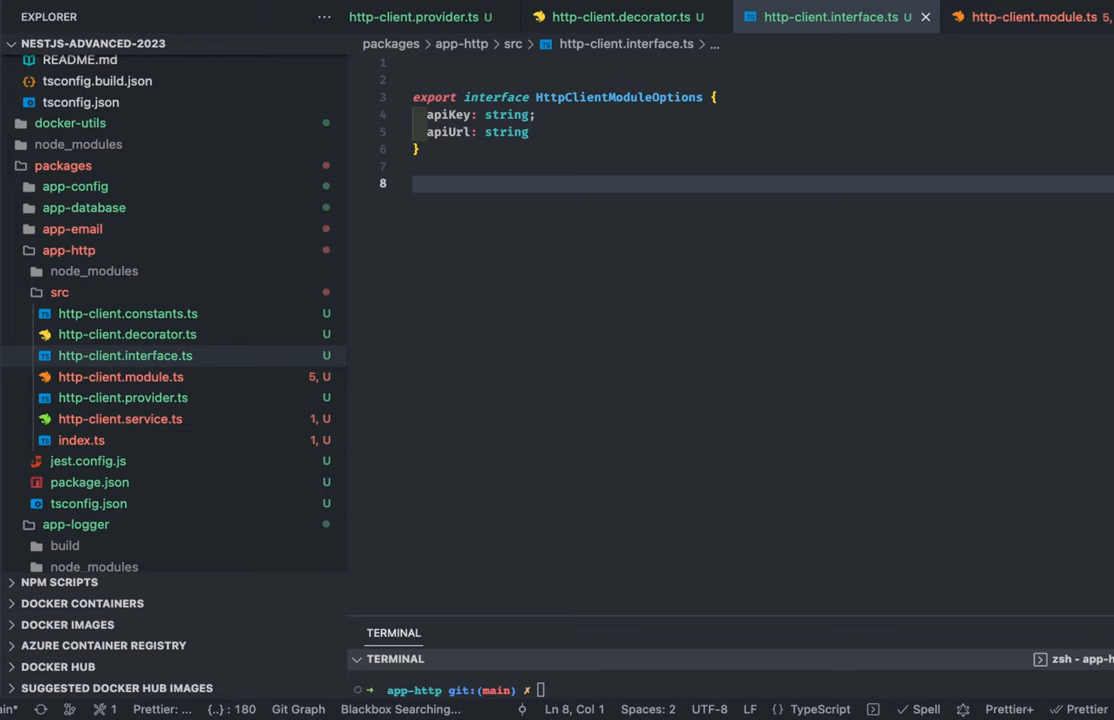 EXPLORER
NESTJS-ADVANCED-2023
README.md
tsconfig.build.json
tsconfig.json
docker-utils
node_modules
packages
app-config
app-database
app-email
app-http
node_modules
src
http-client.constants.ts U
http-client.decorator.ts U
http-client.interface.ts U
http-client.module.ts 5, U
http-client.provider.ts U
http-client.service.ts 1, U
index.ts 1, U
jest.config.js U
package.json U
tsconfig.json U
app-logger
build
node_modules
NPM SCRIPTS
DOCKER CONTAINERS
DOCKER IMAGES
AZURE CONTAINER REGISTRY
DOCKER HUB
SUGGESTED DOCKER HUB IMAGES
http-client.provider.ts U http-client.decorator.ts U http-client.interface.ts U http-client.module.ts 5,
packages > app-http > src > http-client.interface.ts > ...
1
2
3 export interface HttpClientModuleOptions {
4 apiKey: string;
5 apiUrl: string
6 }
7
8
TERMINAL
TERMINAL zsh - app-h
app-http git:(main) ✗
ain* 1 Prettier: ... {..} : 180 Git Graph Blackbox Searching... Ln 8, Col 1 Spaces: 2 UTF-8 LF {} TypeScript Spell Prettier+ Prettier